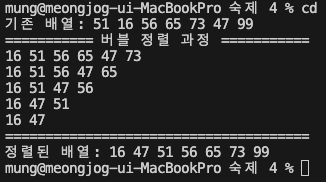 mung@meongjog-ui-MacBookPro 숙제 4 % cd
기존 배열: 51 16 56 65 73 47 99
=========== 버블 정렬 과정 ===========
16 51 56 65 47 73
16 51 56 47 65
16 51 47 56
16 47 51
16 47
======================================
정렬된 배열: 16 47 51 56 65 73 99
mung@meongjog-ui-MacBookPro 숙제 4 %